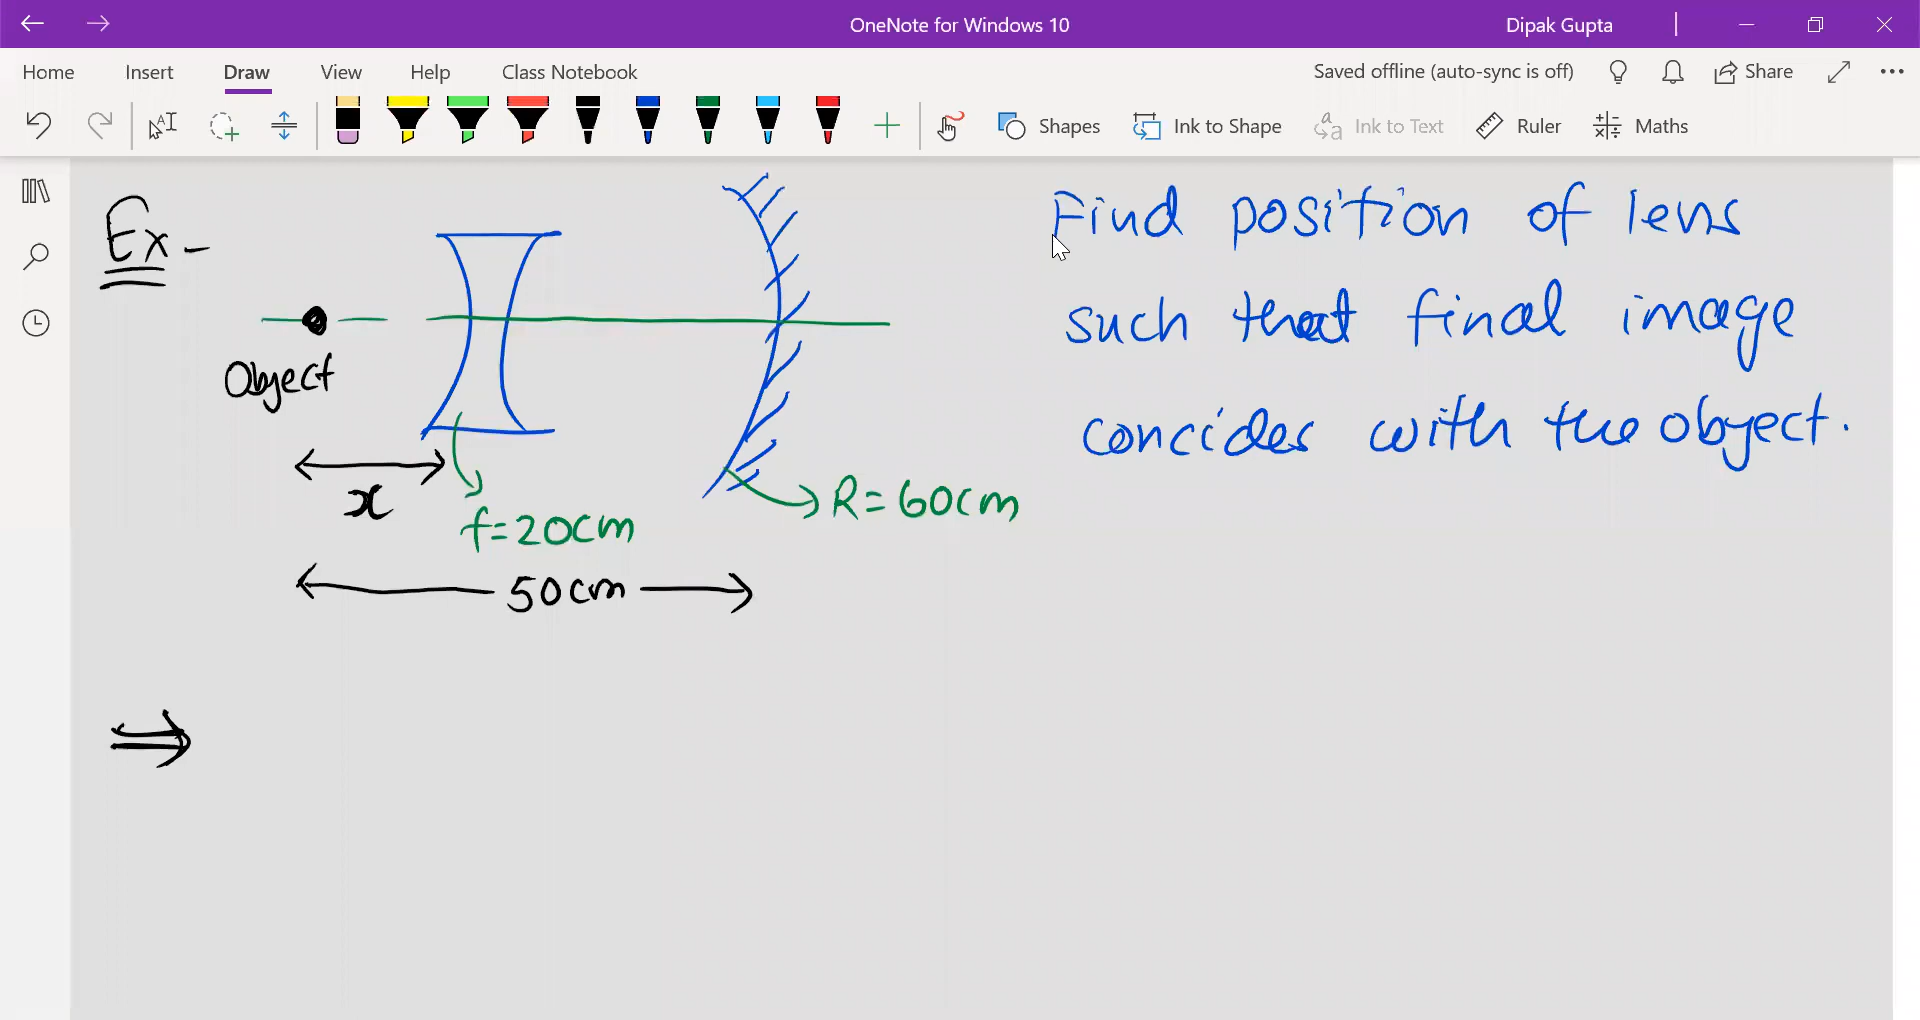 OneNote for Windows 10
Dipak Gupta
Home Insert Draw View Help Class Notebook
Saved offline (auto-sync is off) Share
Shapes Ink to Shape Ink to Text Ruler Maths
Ex-
Object
x
f=20cm
R=60cm
50cm
Find position of lens
such that final image
concides with the object.